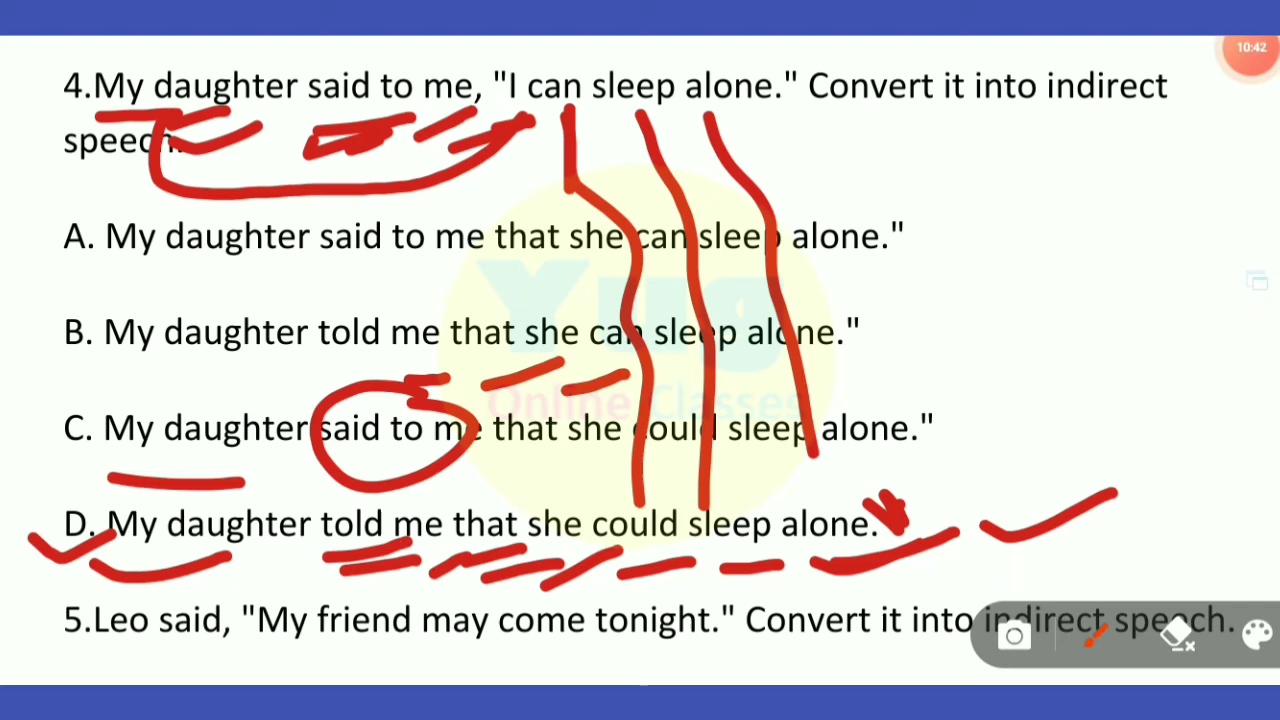 10:42
4.My daughter said to me, "I can sleep alone." Convert it into indirect
speech.
A. My daughter said to me that she can sleep alone."
B. My daughter told me that she can sleep alone."
C. My daughter said to me that she could sleep alone."
D. My daughter told me that she could sleep alone.
5.Leo said, "My friend may come tonight." Convert it into indirect speech.
Yug
Online Classes